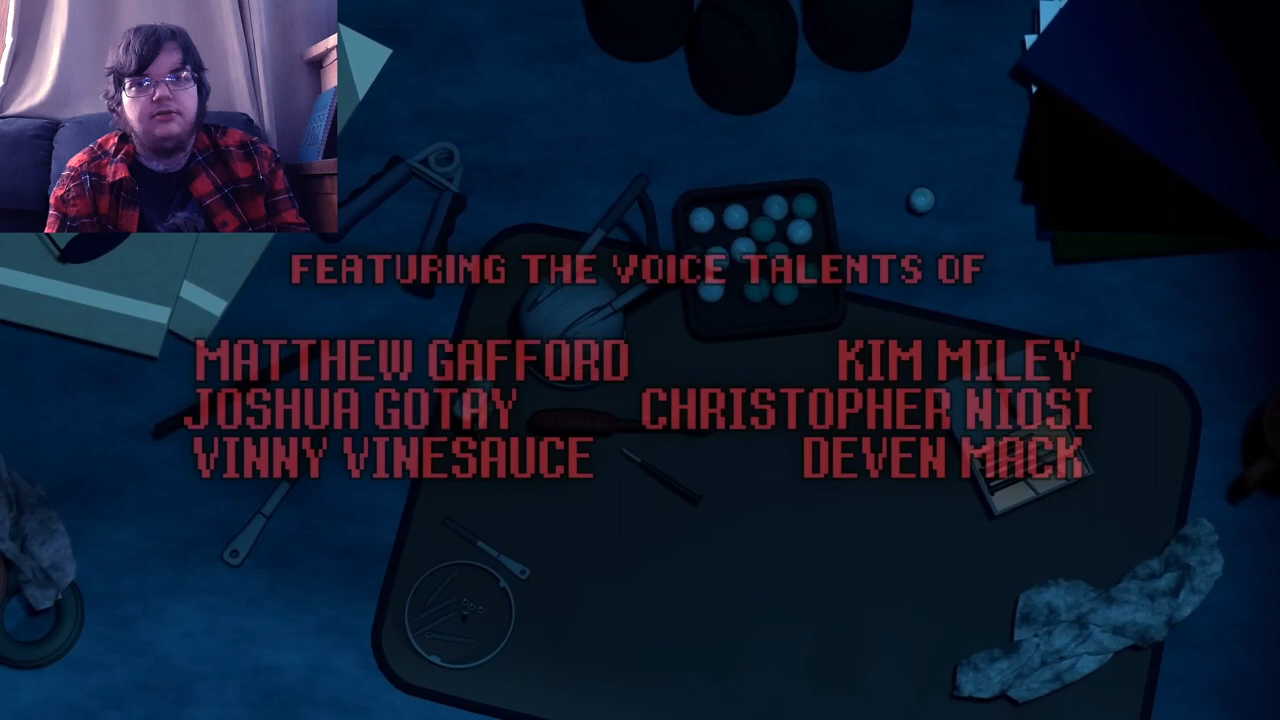 FEATURING THE VOICE TALENTS OF
MATTHEW GAFFORD KIM MILEY
JOSHUA GOTAY CHRISTOPHER NIOSI
VINNY VINESAUCE DEVEN MACK